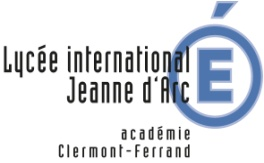 Lycée international
Jeanne d'Arc
É
académie
Clermont-Ferrand